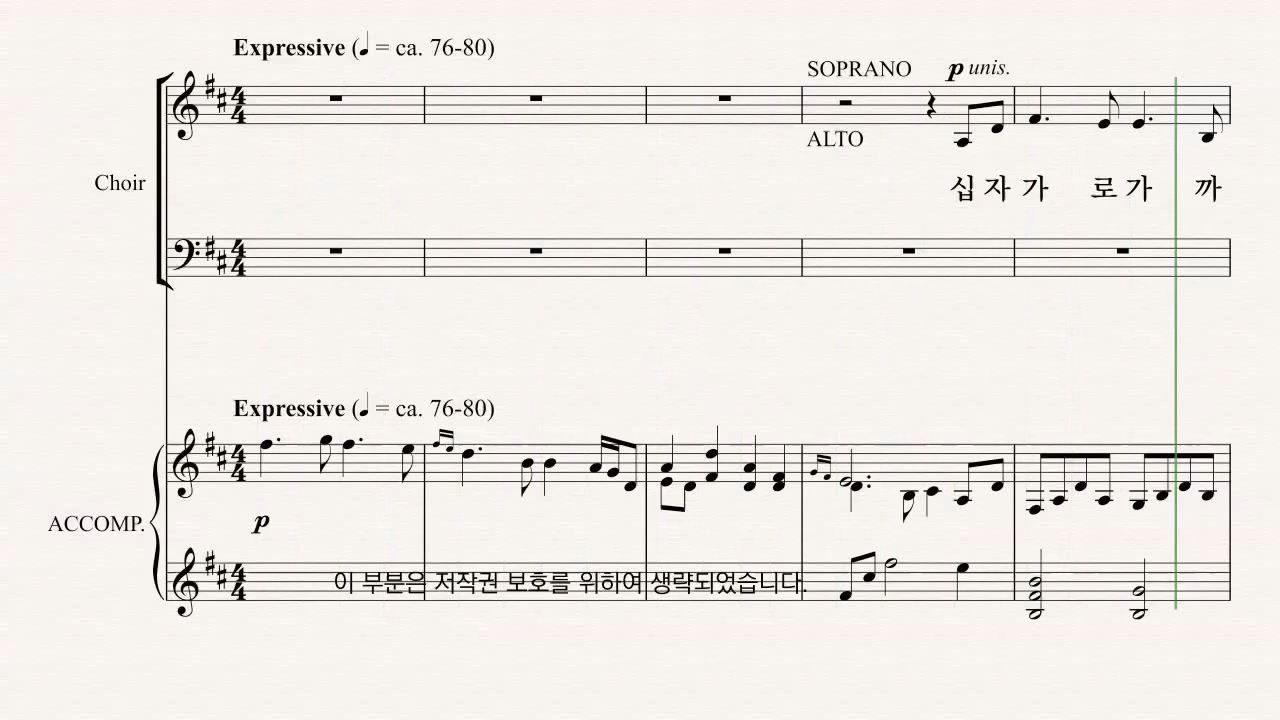 Expressive (♩ = ca. 76-80)
SOPRANO p unis.
ALTO
Choir
십 자 가 로 가 까
Expressive (♩ = ca. 76-80)
ACCOMP.
p
이 부분은 저작권 보호를 위하여 생략되었습니다.